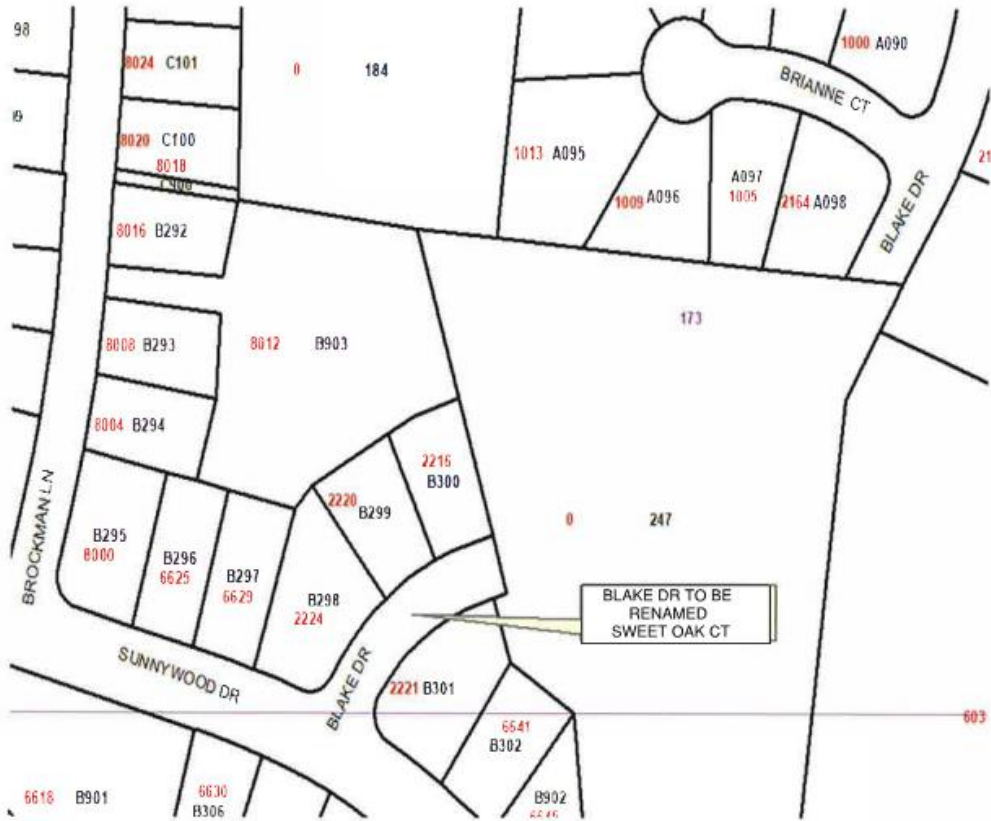 98
1000 A090
8024 C101
0 184
BRIANNE CT
8020 C100
8018
C900
1013 A095
A097
1005
1009 A096
2164 A098
21
BLAKE DR
8016 B292
173
8008 B293
8012 B903
8004 B294
2216
B300
2220 B299
BROCKMAN LN
B295
8000
B296
6625
B297
6629
B298
2224
0 247
BLAKE DR TO BE
RENAMED
SWEET OAK CT
SUNNYWOOD DR
BLAKE DR
2221 B301
6641
B302
603
6618 B901
6630
B306
B902